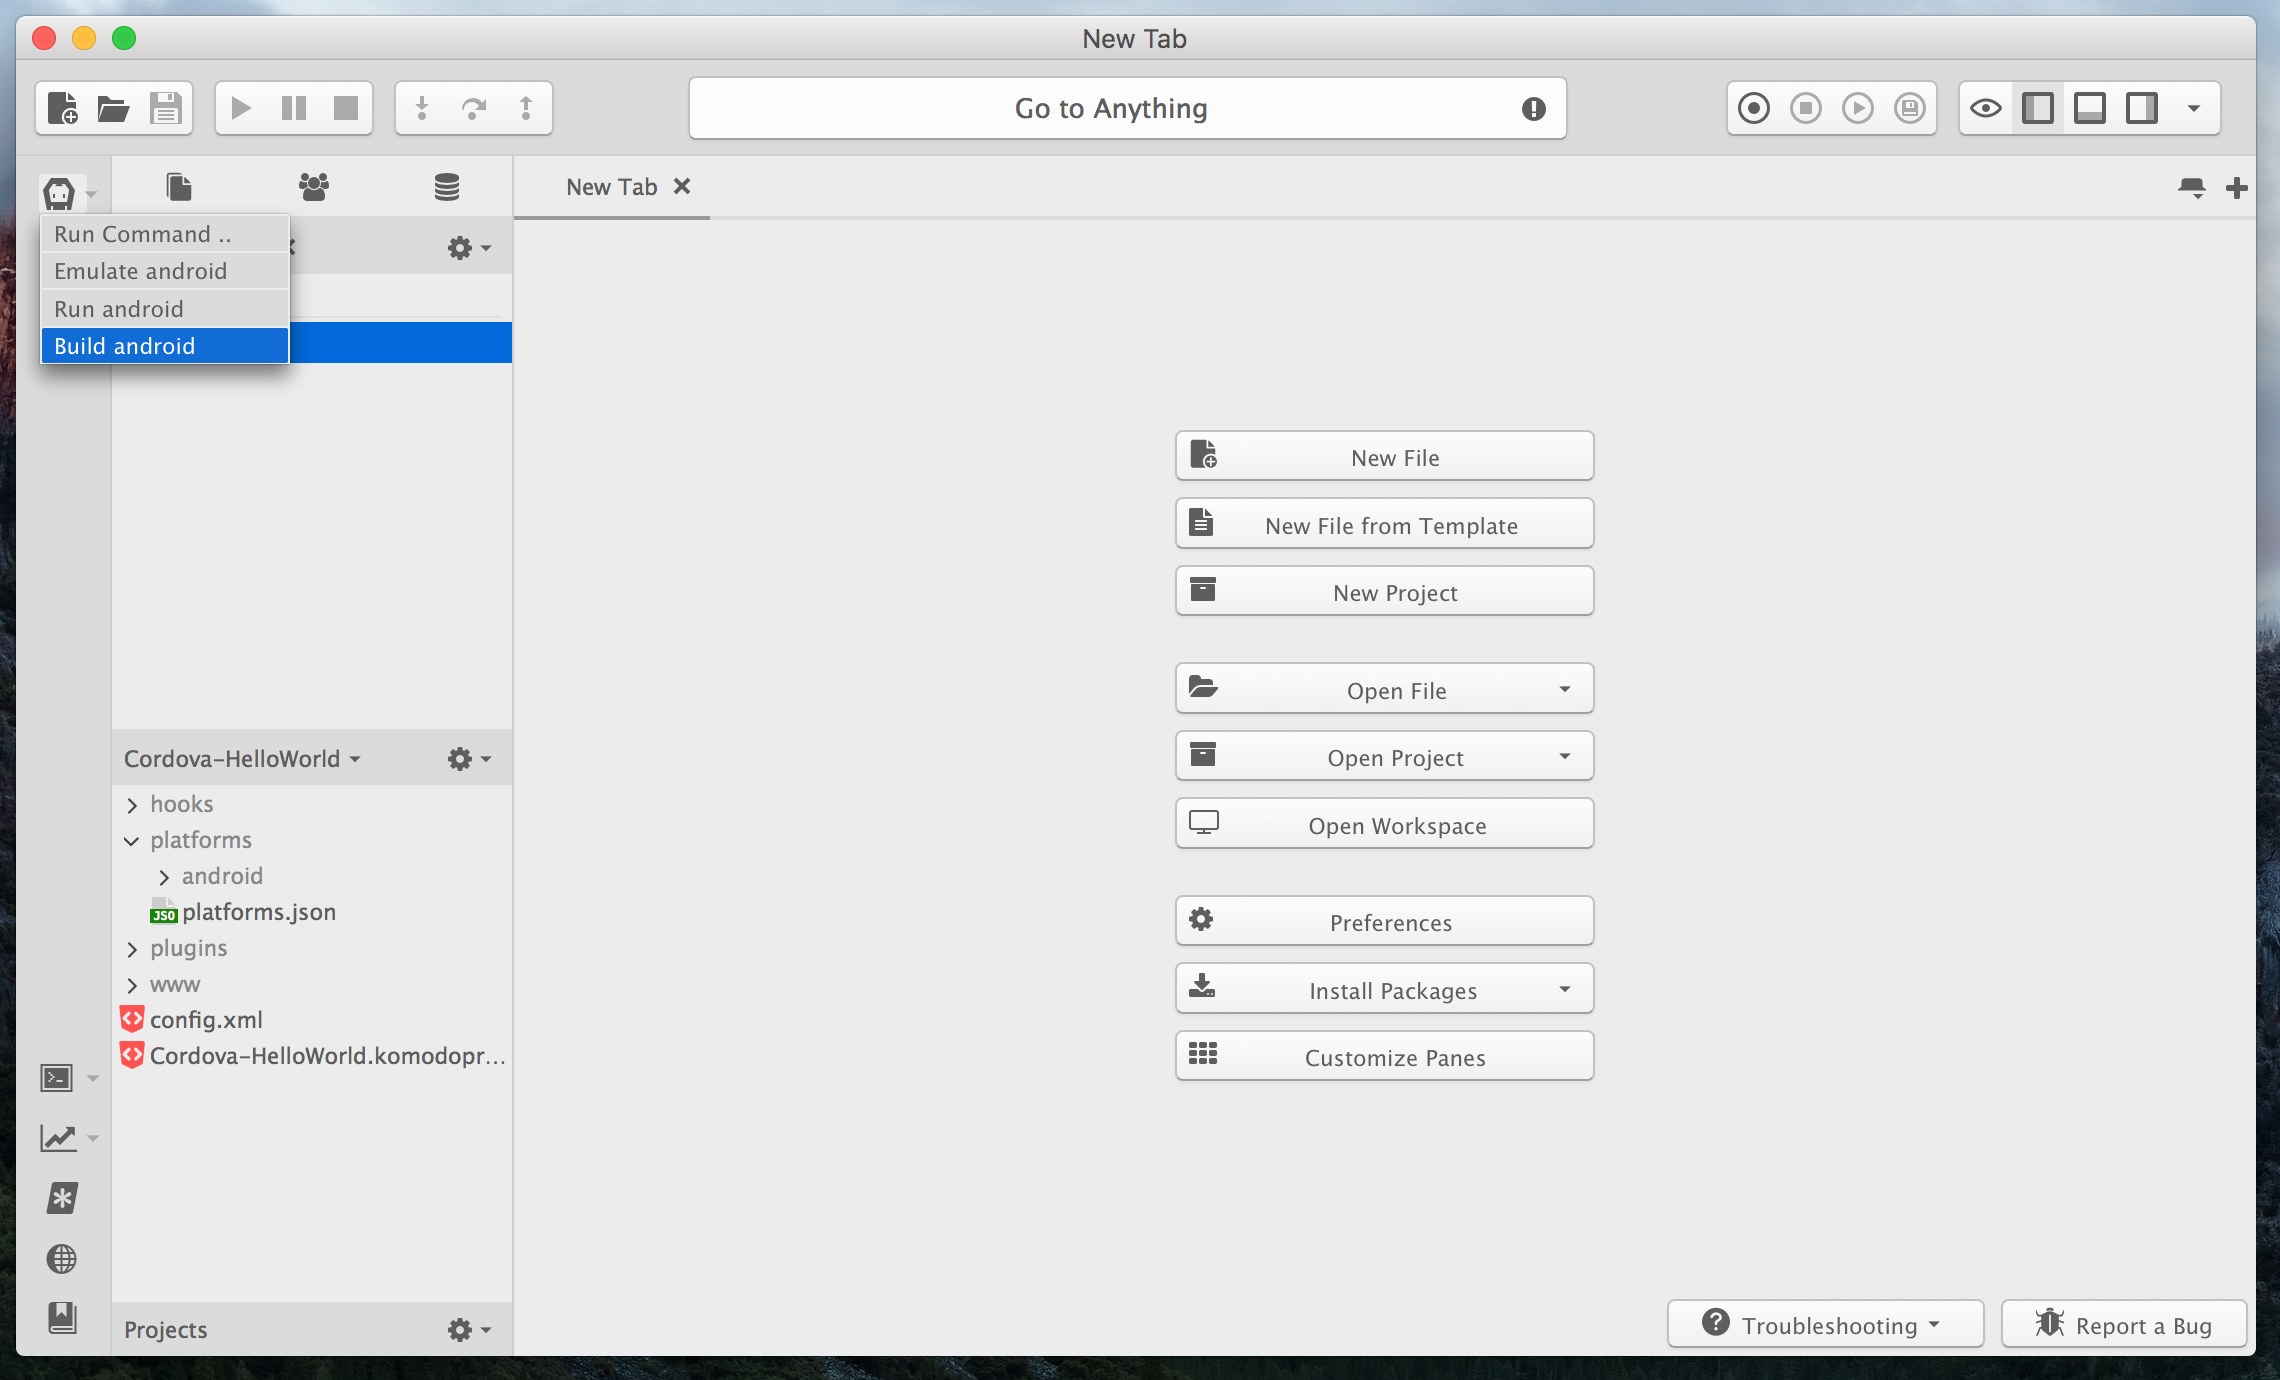 New Tab
Go to Anything
New Tab
Run Command ..
Emulate android
Run android
Build android
New File
New File from Template
New Project
Open File
Open Project
Open Workspace
Preferences
Install Packages
Customize Panes
Cordova-HelloWorld
hooks
platforms
android
JSO platforms.json
plugins
www
config.xml
Cordova-HelloWorld.komodopr...
Projects
Troubleshooting
Report a Bug